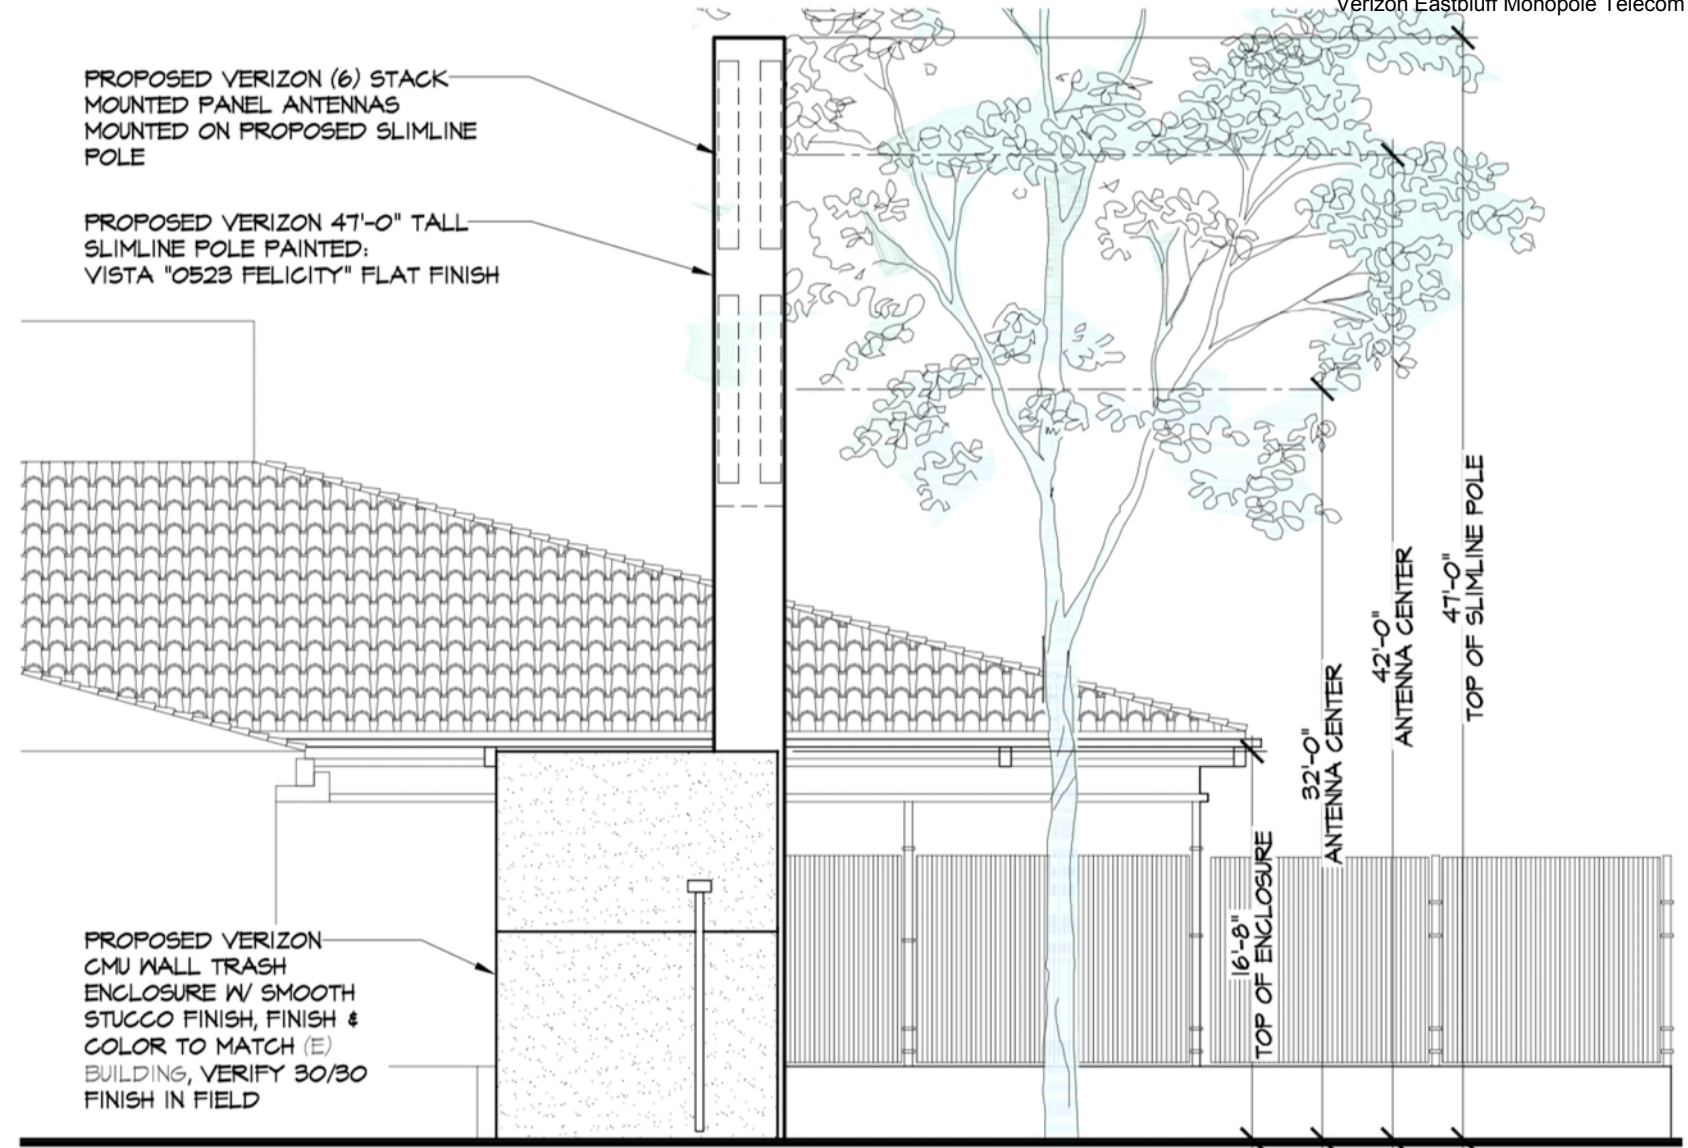 Verizon Eastbluff Monopole Telecom
PROPOSED VERIZON (6) STACK
MOUNTED PANEL ANTENNAS
MOUNTED ON PROPOSED SLIMLINE
POLE
PROPOSED VERIZON 47'-0" TALL
SLIMLINE POLE PAINTED:
VISTA "0523 FELICITY" FLAT FINISH
PROPOSED VERIZON
CMU WALL TRASH
ENCLOSURE W/ SMOOTH
STUCCO FINISH, FINISH &
COLOR TO MATCH (E)
BUILDING, VERIFY 30/30
FINISH IN FIELD
16'-8"
TOP OF ENCLOSURE
32'-0"
ANTENNA CENTER
42'-0"
ANTENNA CENTER
47'-0"
TOP OF SLIMLINE POLE